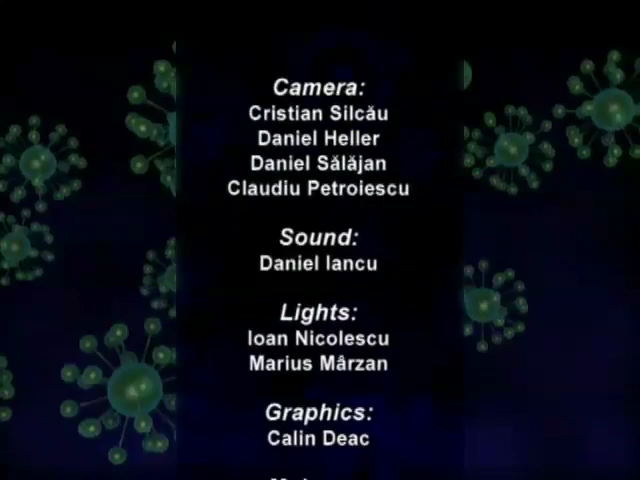 Camera:
Cristian Silcău
Daniel Heller
Daniel Sălăjan
Claudiu Petroiescu
Sound:
Daniel Iancu
Lights:
Ioan Nicolescu
Marius Mârzan
Graphics:
Calin Deac